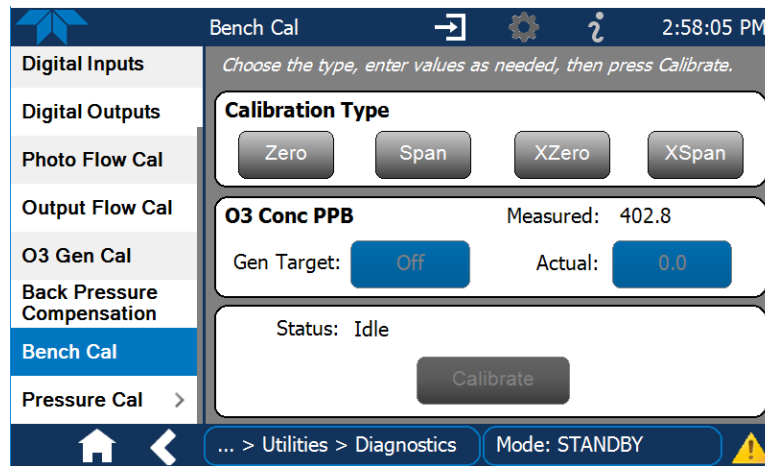 Bench Cal
2:58:05 PM
Digital Inputs
Digital Outputs
Photo Flow Cal
Output Flow Cal
O3 Gen Cal
Back Pressure
Compensation
Bench Cal
Pressure Cal >
Choose the type, enter values as needed, then press Calibrate.
Calibration Type
Zero Span XZero XSpan
O3 Conc PPB Measured: 402.8
Gen Target: Off Actual: 0.0
Status: Idle
Calibrate
... > Utilities > Diagnostics Mode: STANDBY